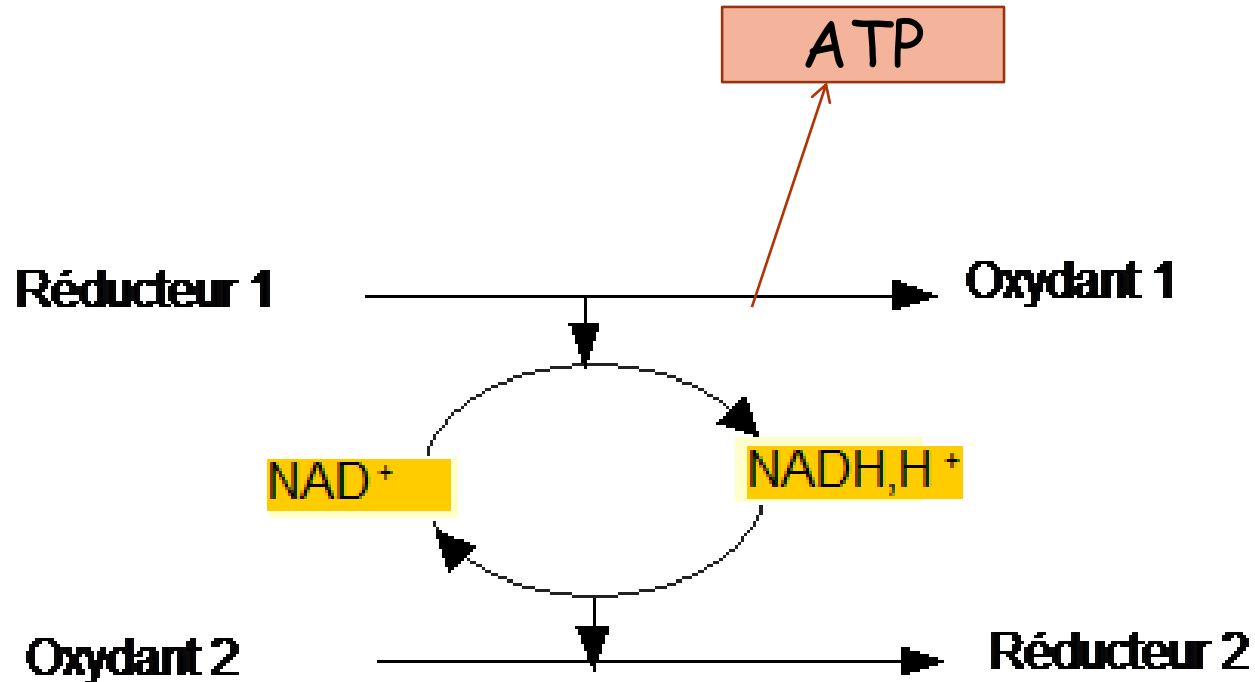 ATP
Réducteur 1
Oxydant 1
NAD⁺
NADH,H⁺
Oxydant 2
Réducteur 2